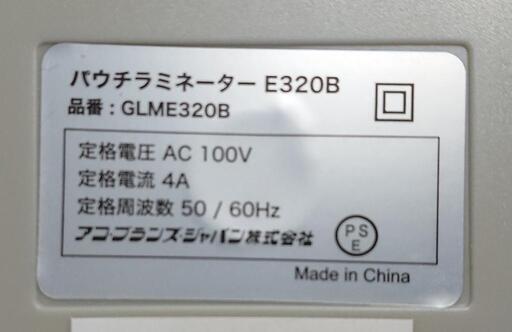 パウチラミネーター E320B
品番：GLME320B
定格電圧 AC 100V
定格電流 4A
定格周波数 50 / 60Hz
アコ・ブランズ・ジャパン株式会社
PS
E
Made in China